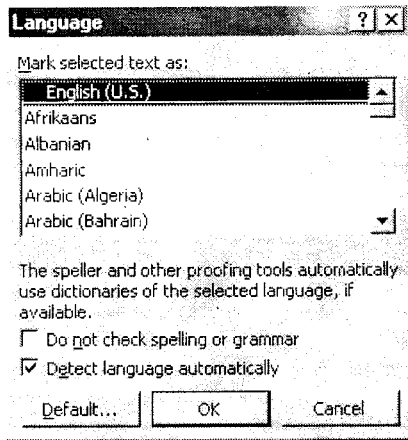 Language
Mark selected text as:
English (U.S.)
Afrikaans
Albanian
Amharic
Arabic (Algeria)
Arabic (Bahrain)
The speller and other proofing tools automatically
use dictionaries of the selected language, if
available.
Do not check spelling or grammar
Detect language automatically
Default... OK Cancel